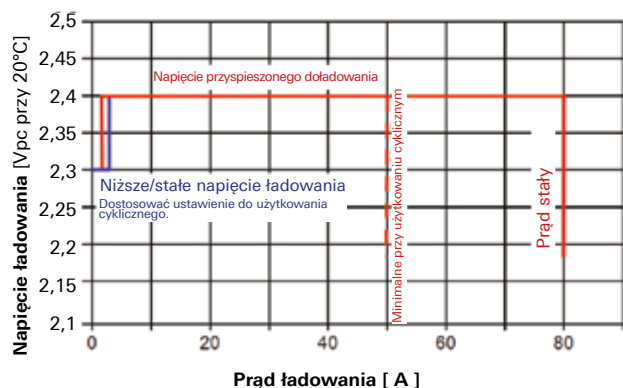 2,5
2,45
2,4
2,35
2,3
2,25
2,2
2,15
2,1
Napięcie ładowania [Vpc przy 20°C]
Napięcie przyspieszonego doładowania
Niższe/stałe napięcie ładowania
Dostosować ustawienie do użytkowania
cyklicznego.
Minimalne przy użytkowaniu cyklicznym
Prąd stały
0 20 40 60 80
Prąd ładowania [ A ]